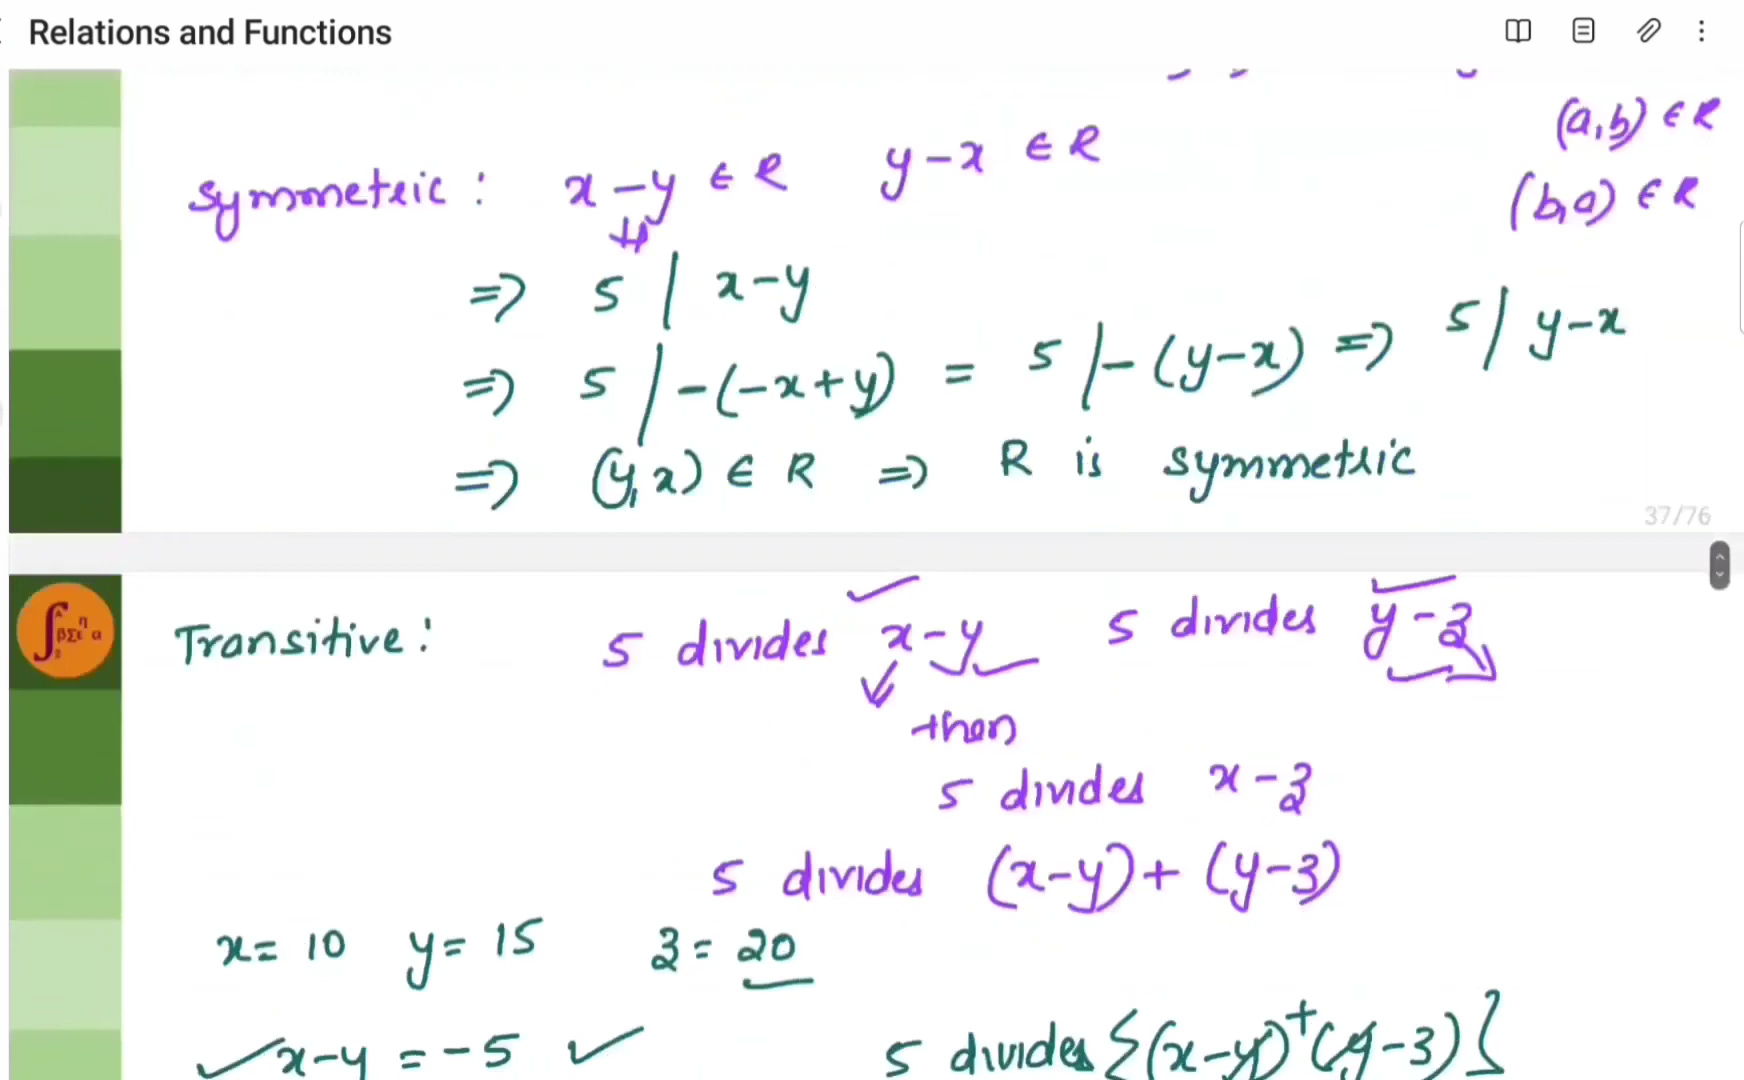 Relations and Functions
(a,b) ∈ R
Symmetric : x-y ∈ R y-x ∈ R
(b,a) ∈ R
⇒ 5 | x-y
⇒ 5 | -(-x+y) = 5 | -(y-x) ⇒ 5 | y-x
⇒ (y,x) ∈ R ⇒ R is symmetric
37/76
Transitive : 5 divides x-y 5 divides y-z
then
5 divides x-z
5 divides (x-y)+(y-z)
x= 10 y= 15 z= 20
x-y = -5 5 divides {(x-y)+(y-z)}